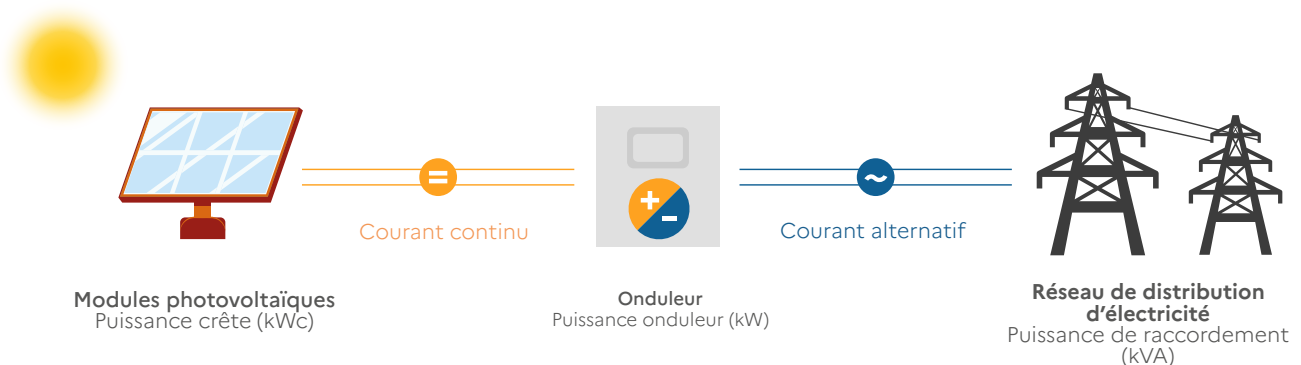 =
+
-
~
Courant continu
Courant alternatif
Modules photovoltaïques
Puissance crête (kWc)
Onduleur
Puissance onduleur (kW)
Réseau de distribution
d'électricité
Puissance de raccordement
(kVA)